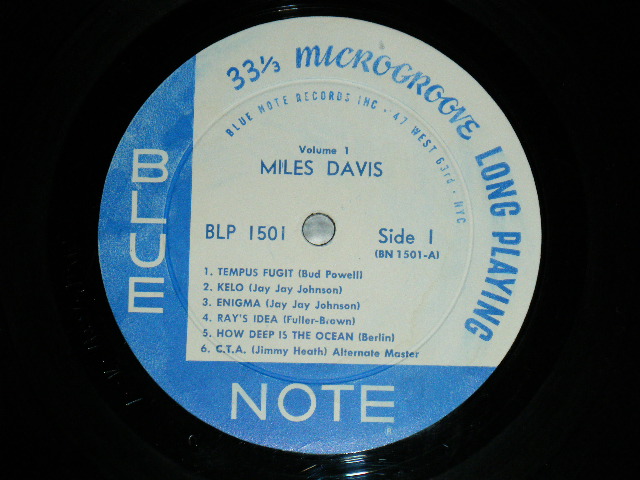 33⅓ MICROGROOVE LONG PLAYING
BLUE NOTE RECORDS INC · 47 WEST 63rd · NYC
Volume 1
MILES DAVIS
BLP 1501
Side 1
(BN 1501-A)
1. TEMPUS FUGIT (Bud Powell)
2. KELO (Jay Jay Johnson)
3. ENIGMA (Jay Jay Johnson)
4. RAY'S IDEA (Fuller-Brown)
5. HOW DEEP IS THE OCEAN (Berlin)
6. C.T.A. (Jimmy Heath) Alternate Master
BLUE
NOTE